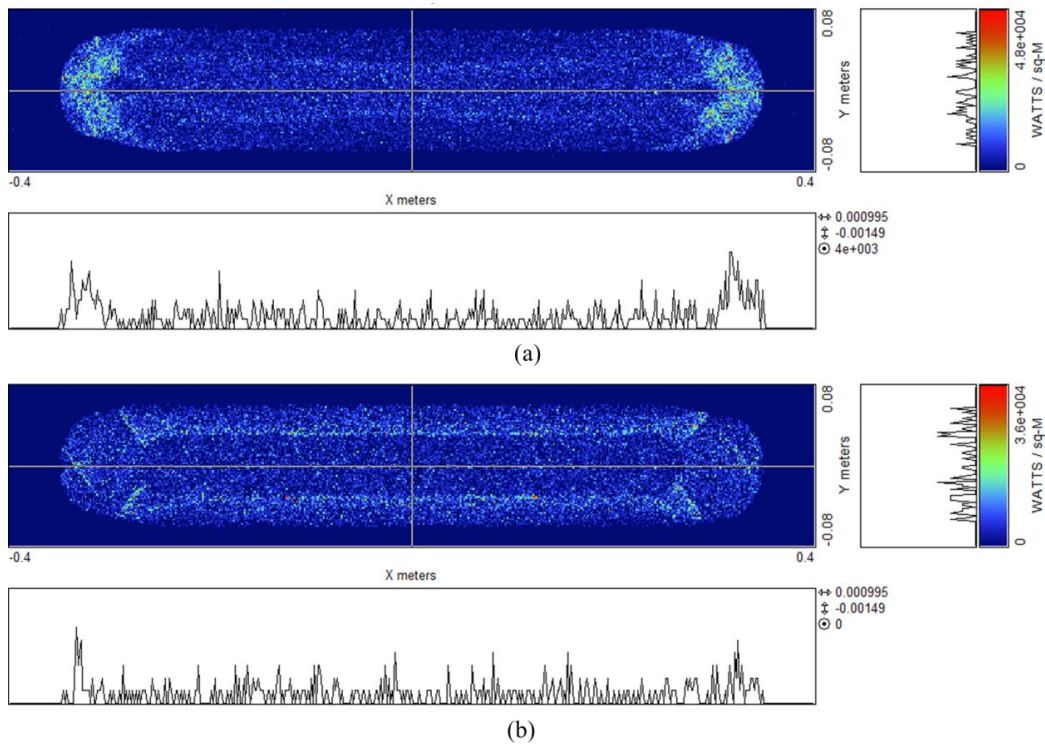 0.08
Y meters
-0.08
4.8e+004
WATTS / sq-M
0
-0.4
0.4
X meters
0.000995
-0.00149
4e+003
(a)
0.08
Y meters
-0.08
3.6e+004
WATTS / sq-M
0
-0.4
0.4
X meters
0.000995
-0.00149
0
(b)